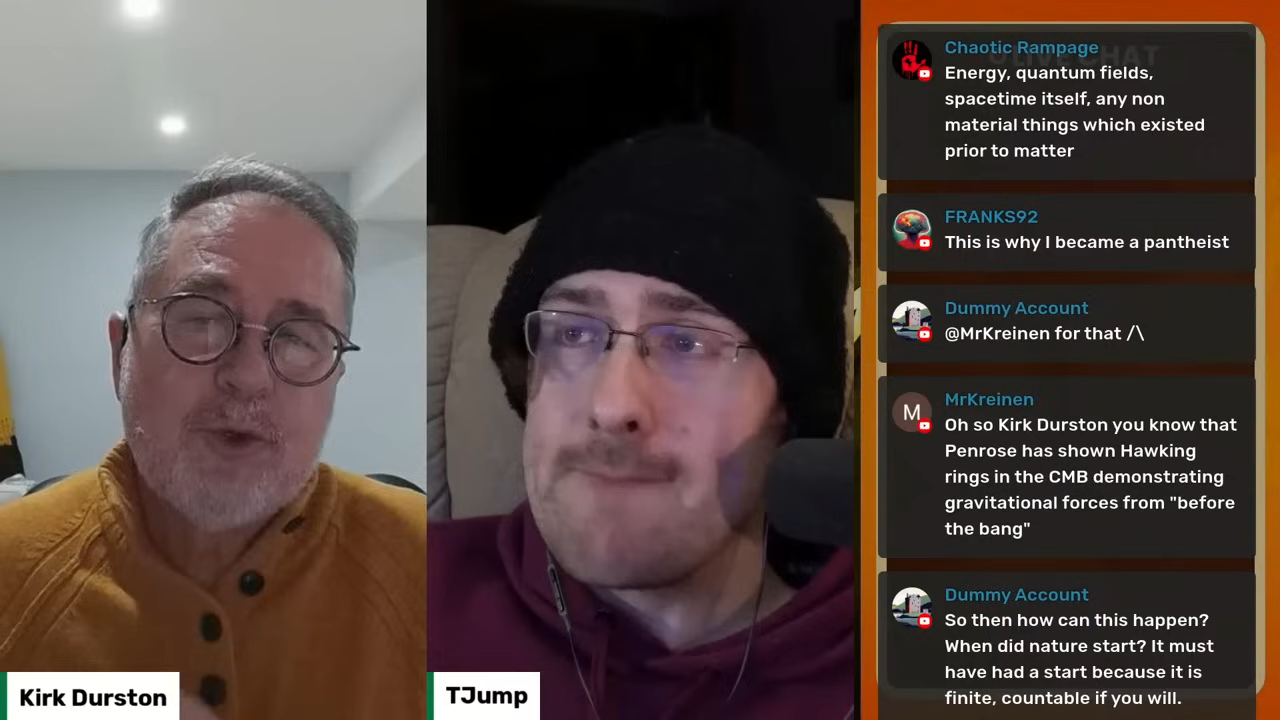 LIVE CHAT
Chaotic Rampage
Energy, quantum fields,
spacetime itself, any non
material things which existed
prior to matter
FRANKS92
This is why I became a pantheist
Dummy Account
@MrKreinen for that /\
M
MrKreinen
Oh so Kirk Durston you know that
Penrose has shown Hawking
rings in the CMB demonstrating
gravitational forces from "before
the bang"
Dummy Account
So then how can this happen?
When did nature start? It must
have had a start because it is
finite, countable if you will.
Kirk Durston
TJump